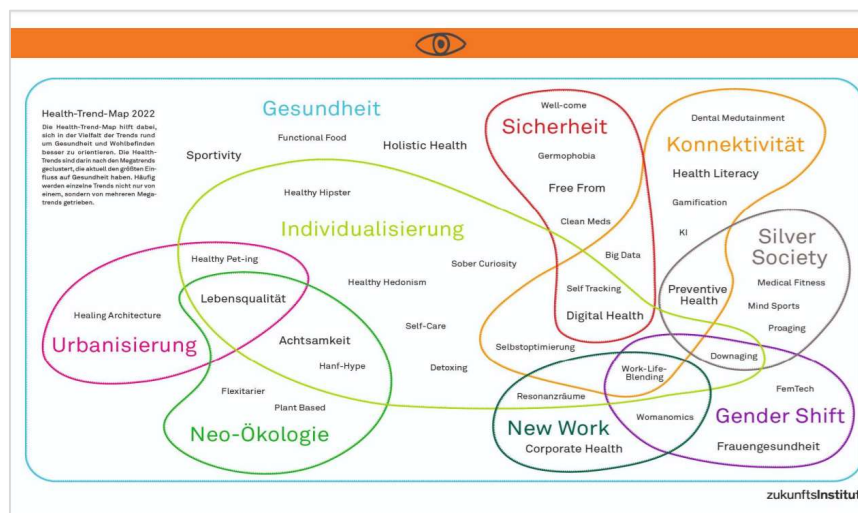 Health-Trend-Map 2022
Die Health-Trend-Map hilft dabei,
sich in der Vielfalt der Trends rund
um Gesundheit und Wohlbefinden
besser zu orientieren. Die Health-
Trends sind darin nach den Megatrends
geclustert, die aktuell den größten Ein-
fluss auf Gesundheit haben. Häufig
werden einzelne Trends nicht nur von
einem, sondern von mehreren Mega-
trends getrieben.
Gesundheit
Functional Food
Sportivity
Holistic Health
Healthy Hipster
Individualisierung
Sober Curiosity
Healthy Hedonism
Self-Care
Detoxing
Well-come
Sicherheit
Germophobia
Free From
Clean Meds
Big Data
Self Tracking
Digital Health
Selbstoptimierung
Dental Medutainment
Konnektivität
Health Literacy
Gamification
KI
Silver
Society
Medical Fitness
Preventive
Health
Mind Sports
Proaging
Downaging
Healthy Pet-ing
Lebensqualität
Healing Architecture
Urbanisierung
Achtsamkeit
Hanf-Hype
Flexitarier
Plant Based
Neo-Ökologie
Work-Life-
Blending
Resonanzräume
Womanomics
New Work
Corporate Health
FemTech
Gender Shift
Frauengesundheit
zukunftsInstitut